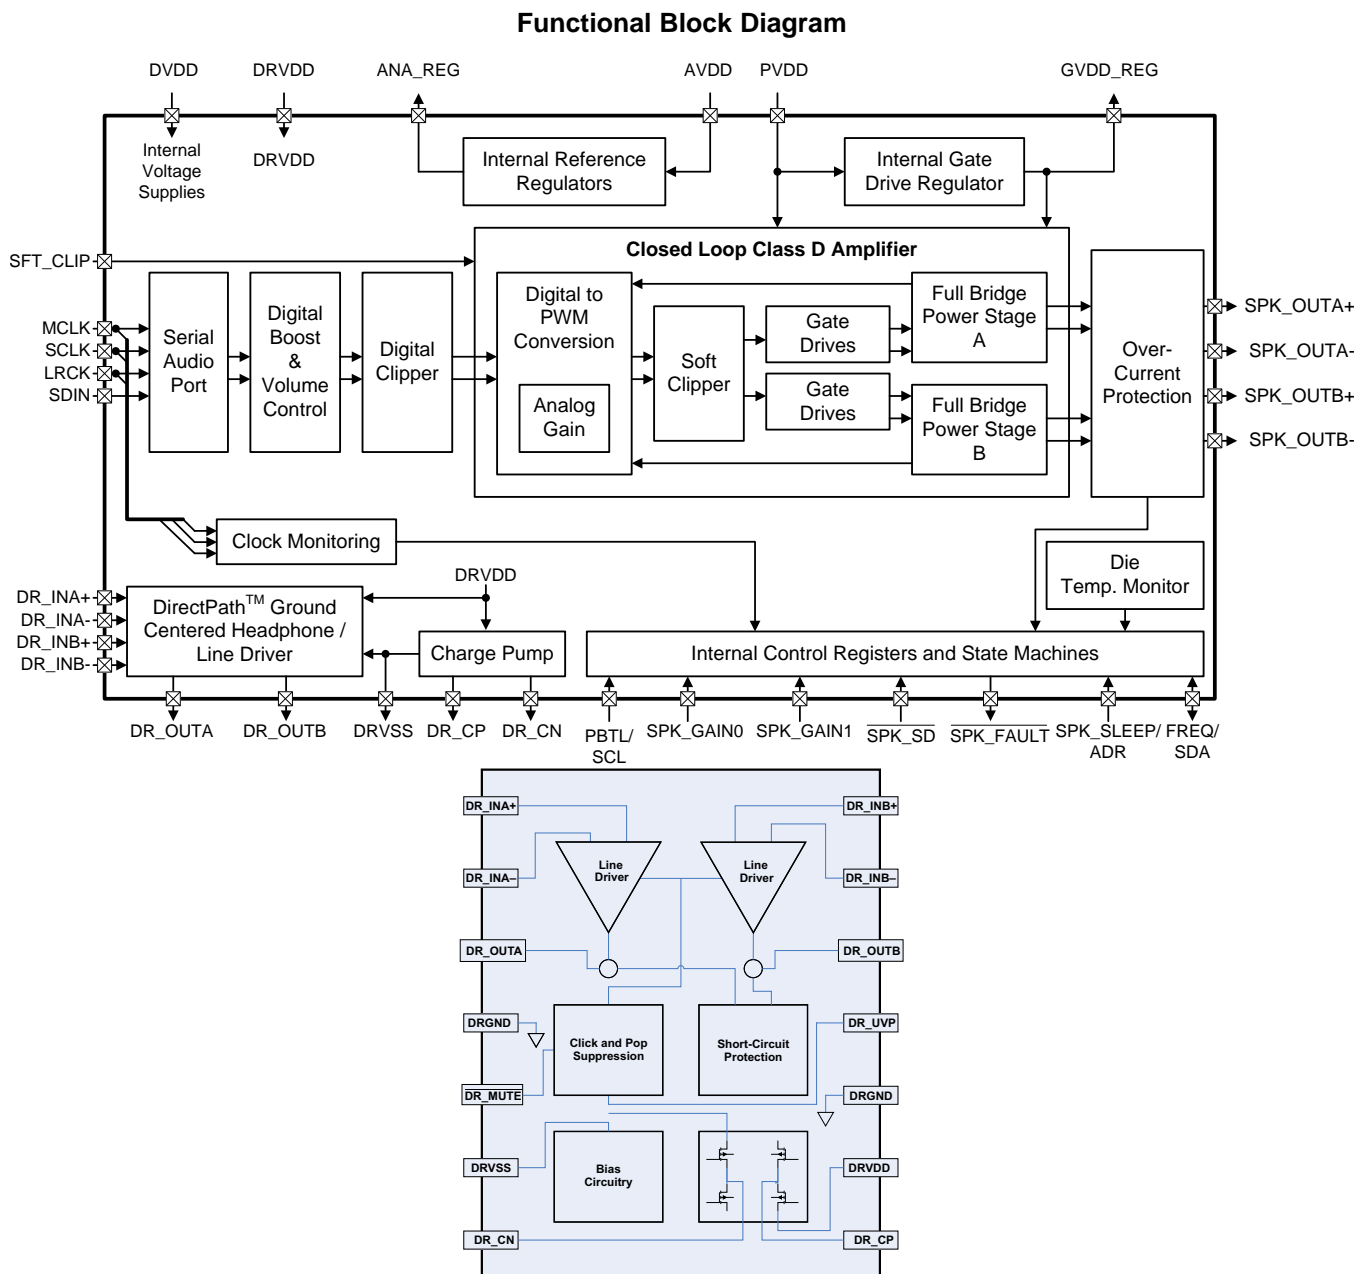 Functional Block Diagram
DVDD
DRVDD
ANA_REG
AVDD
PVDD
GVDD_REG
Internal
Voltage
Supplies
DRVDD
Internal Reference
Regulators
Internal Gate
Drive Regulator
SFT_CLIP
MCLK
SCLK
LRCK
SDIN
Serial
Audio
Port
Digital
Boost
&
Volume
Control
Digital
Clipper
Closed Loop Class D Amplifier
Digital to
PWM
Conversion
Analog
Gain
Soft
Clipper
Gate
Drives
Gate
Drives
Full Bridge
Power Stage
A
Full Bridge
Power Stage
B
Over-
Current
Protection
SPK_OUTA+
SPK_OUTA-
SPK_OUTB+
SPK_OUTB-
Clock Monitoring
Die
Temp. Monitor
DR_INA+
DR_INA-
DR_INB+
DR_INB-
DirectPath™ Ground
Centered Headphone /
Line Driver
DRVDD
Charge Pump
Internal Control Registers and State Machines
DR_OUTA
DR_OUTB
DRVSS
DR_CP
DR_CN
PBTL/
SCL
SPK_GAIN0
SPK_GAIN1
SPK_SD
SPK_FAULT
SPK_SLEEP/
ADR
FREQ/
SDA
DR_INA+
DR_INB+
Line
Driver
Line
Driver
DR_INA–
DR_INB–
DR_OUTA
DR_OUTB
DRGND
DR_UVP
Click and Pop
Suppression
Short-Circuit
Protection
DR_MUTE
DRGND
DRVSS
Bias
Circuitry
DRVDD
DR_CN
DR_CP